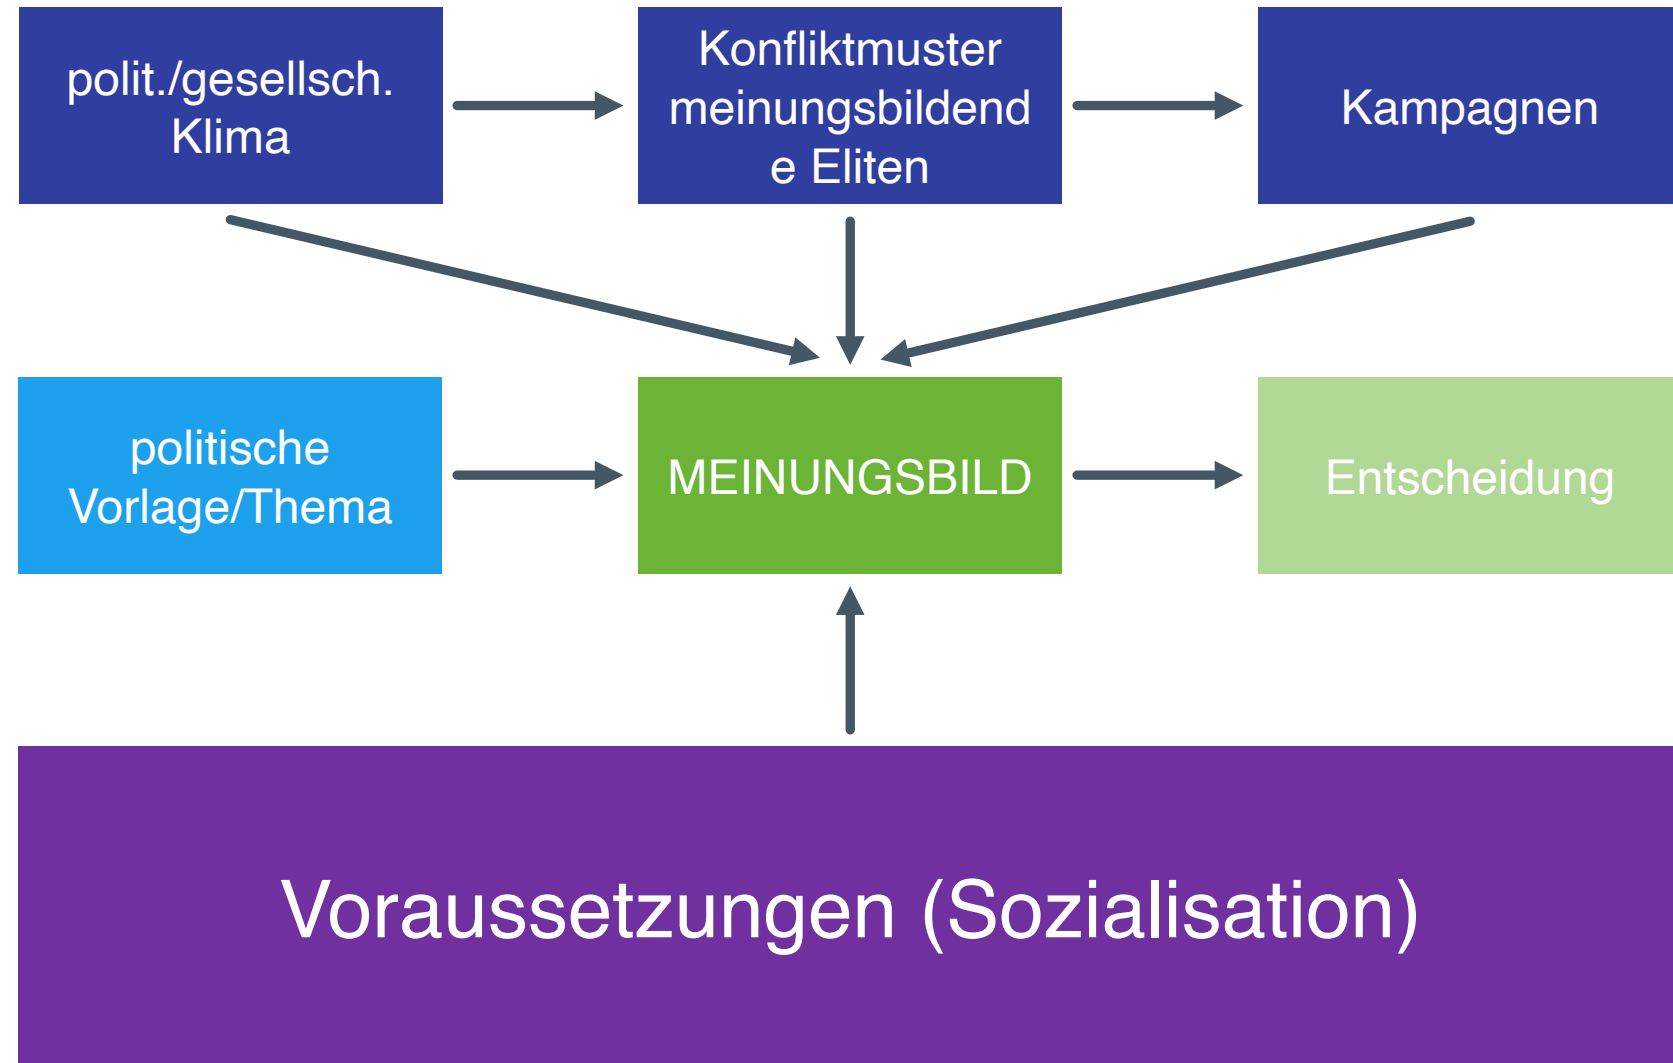 polit./gesellsch.
Klima
Konfliktmuster
meinungsbildend
e Eliten
Kampagnen
politische
Vorlage/Thema
MEINUNGSBILD
Entscheidung
Voraussetzungen (Sozialisation)